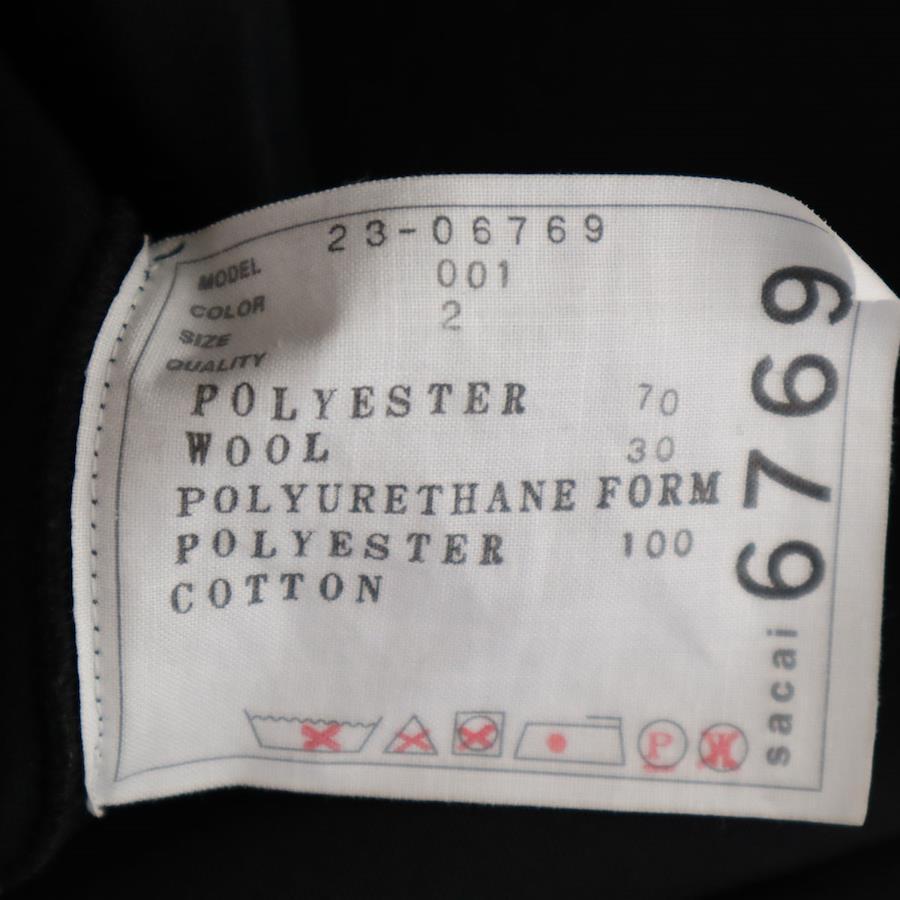 23-06769
MODEL 001
COLOR 2
SIZE
QUALITY
POLYESTER 70
WOOL 30
POLYURETHANE FORM
POLYESTER 100
COTTON
P
W
sacai 6769